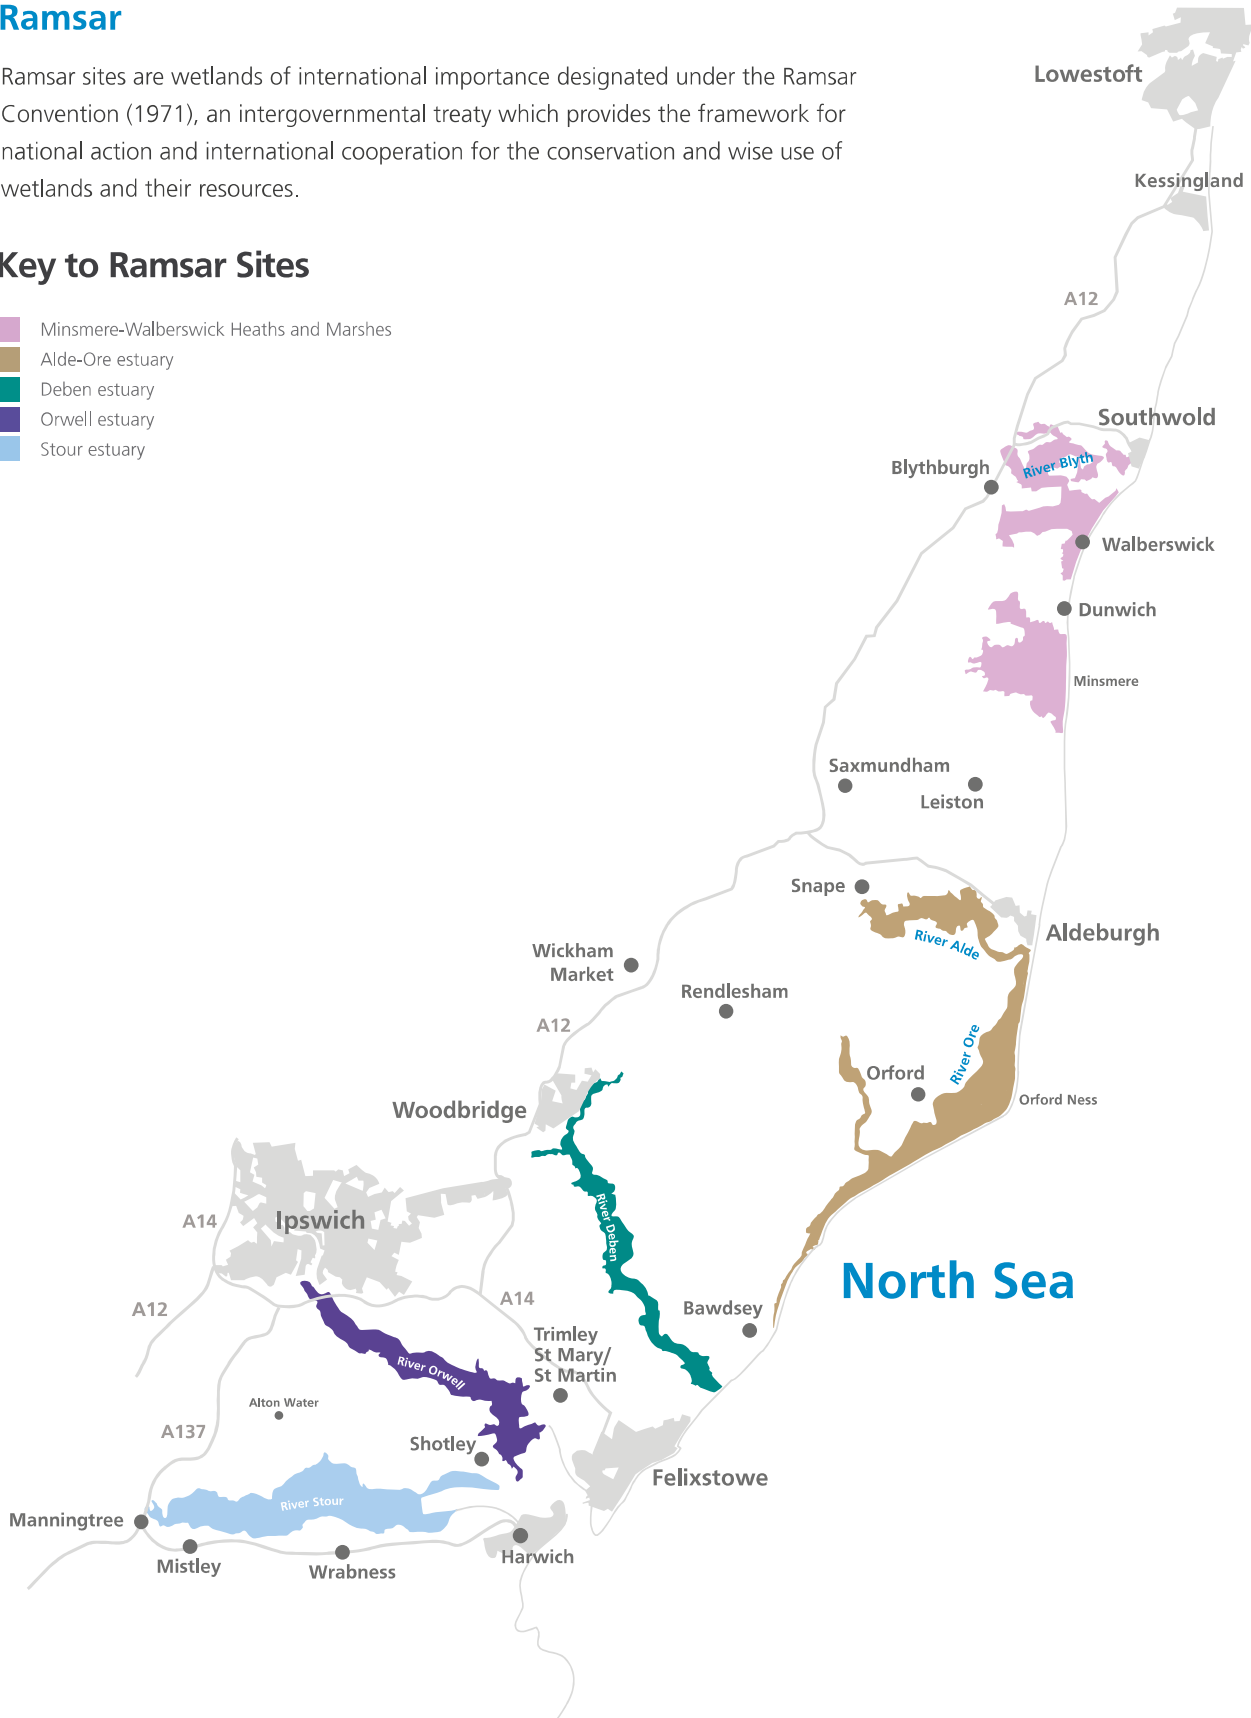 Ramsar
Ramsar sites are wetlands of international importance designated under the Ramsar
Convention (1971), an intergovernmental treaty which provides the framework for
national action and international cooperation for the conservation and wise use of
wetlands and their resources.
Key to Ramsar Sites
Minsmere-Walberswick Heaths and Marshes
Alde-Ore estuary
Deben estuary
Orwell estuary
Stour estuary
Lowestoft
Kessingland
A12
Southwold
River Blyth
Blythburgh
Walberswick
Dunwich
Minsmere
Saxmundham
Leiston
Snape
River Alde
Aldeburgh
Wickham
Market
Rendlesham
A12
River Ore
Orford
Orford Ness
Woodbridge
River Deben
Ipswich
A14
North Sea
A12
A14
Bawdsey
Trimley
St Mary/
St Martin
River Orwell
Alton Water
A137
Shotley
Felixstowe
River Stour
Manningtree
Mistley
Wrabness
Harwich